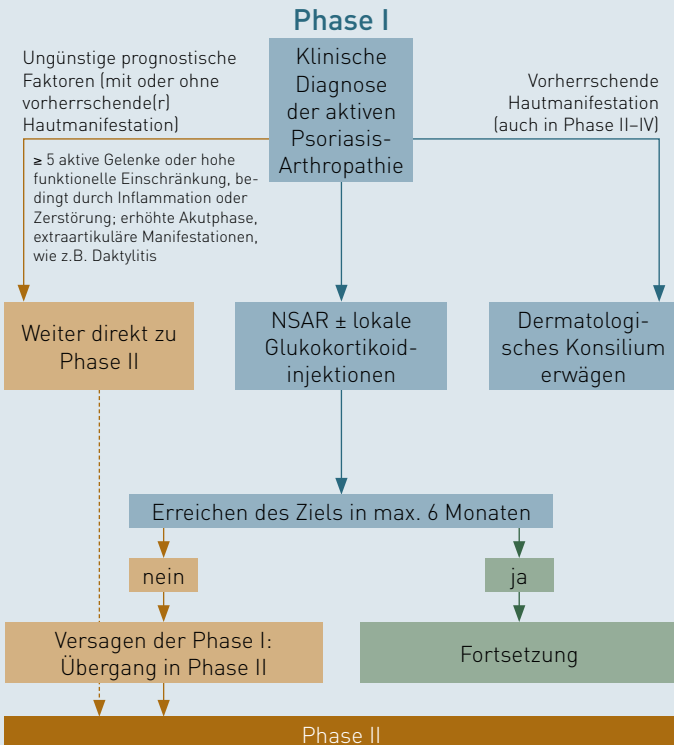 Phase I
Ungünstige prognostische
Faktoren (mit oder ohne
vorherrschende(r)
Hautmanifestation)
Klinische
Diagnose
der aktiven
Psoriasis-
Arthropathie
Vorherrschende
Hautmanifestation
(auch in Phase II–IV)
≥ 5 aktive Gelenke oder hohe
funktionelle Einschränkung, be-
dingt durch Inflammation oder
Zerstörung; erhöhte Akutphase,
extraartikuläre Manifestationen,
wie z.B. Daktylitis
Weiter direkt zu
Phase II
NSAR ± lokale
Glukokortikoid-
injektionen
Dermatologi-
sches Konsilium
erwägen
Erreichen des Ziels in max. 6 Monaten
nein
ja
Versagen der Phase I:
Übergang in Phase II
Fortsetzung
Phase II